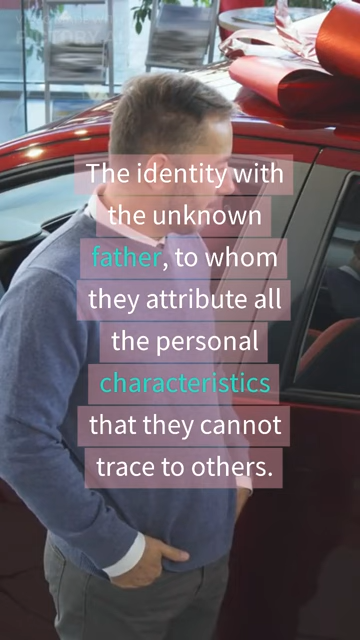 The identity with
the unknown
father, to whom
they attribute all
the personal
characteristics
that they cannot
trace to others.